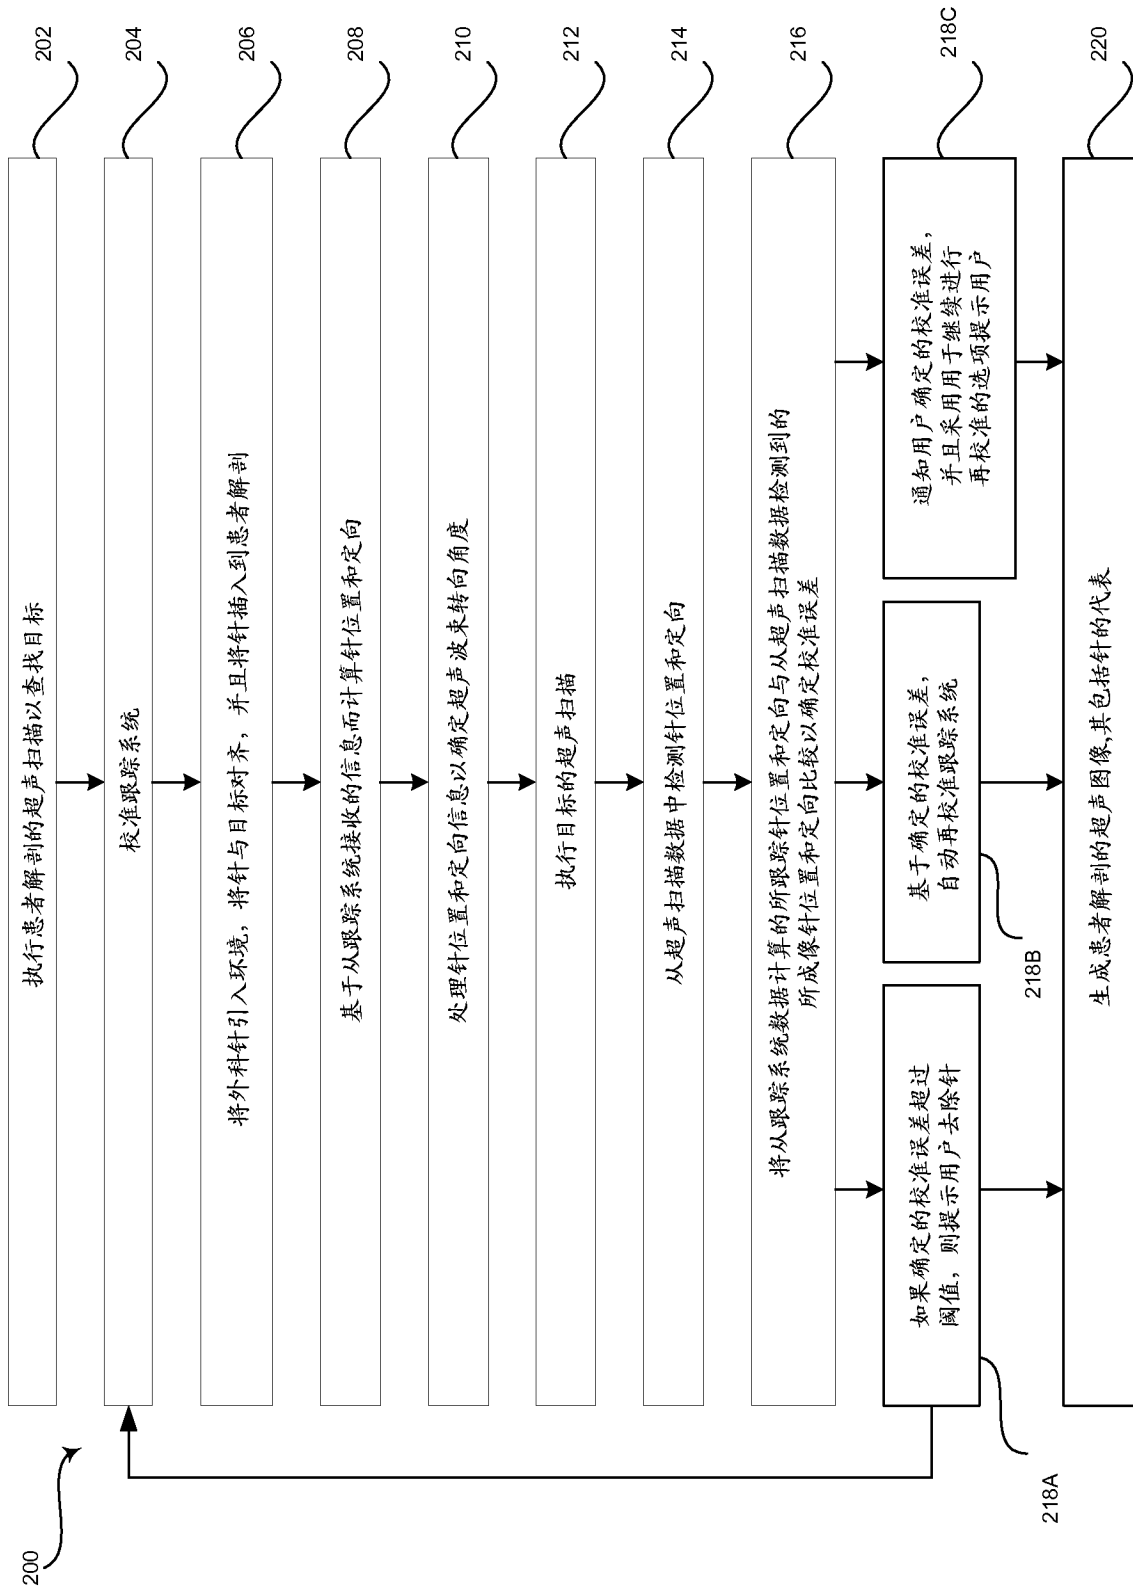 200
执行患者解剖的超声扫描以查找目标
202
校准跟踪系统
204
将外科针引入环境，将针与目标对齐，并且将针插入到患者解剖
206
基于从跟踪系统接收的信息而计算针位置和定向
208
处理针位置和定向信息以确定超声波束转向角度
210
执行目标的超声扫描
212
从超声扫描数据中检测针位置和定向
214
将从跟踪系统数据计算的所跟踪针位置和定向与从超声扫描数据检测到的
所成像针位置和定向比较以确定校准误差
216
如果确定的校准误差超过
阈值，则提示用户去除针
218A
基于确定的校准误差，
自动再校准跟踪系统
218B
通知用户确定的校准误差，
并且采用用于继续进行
再校准的选项提示用户
218C
生成患者解剖的超声图像,其包括针的代表
220